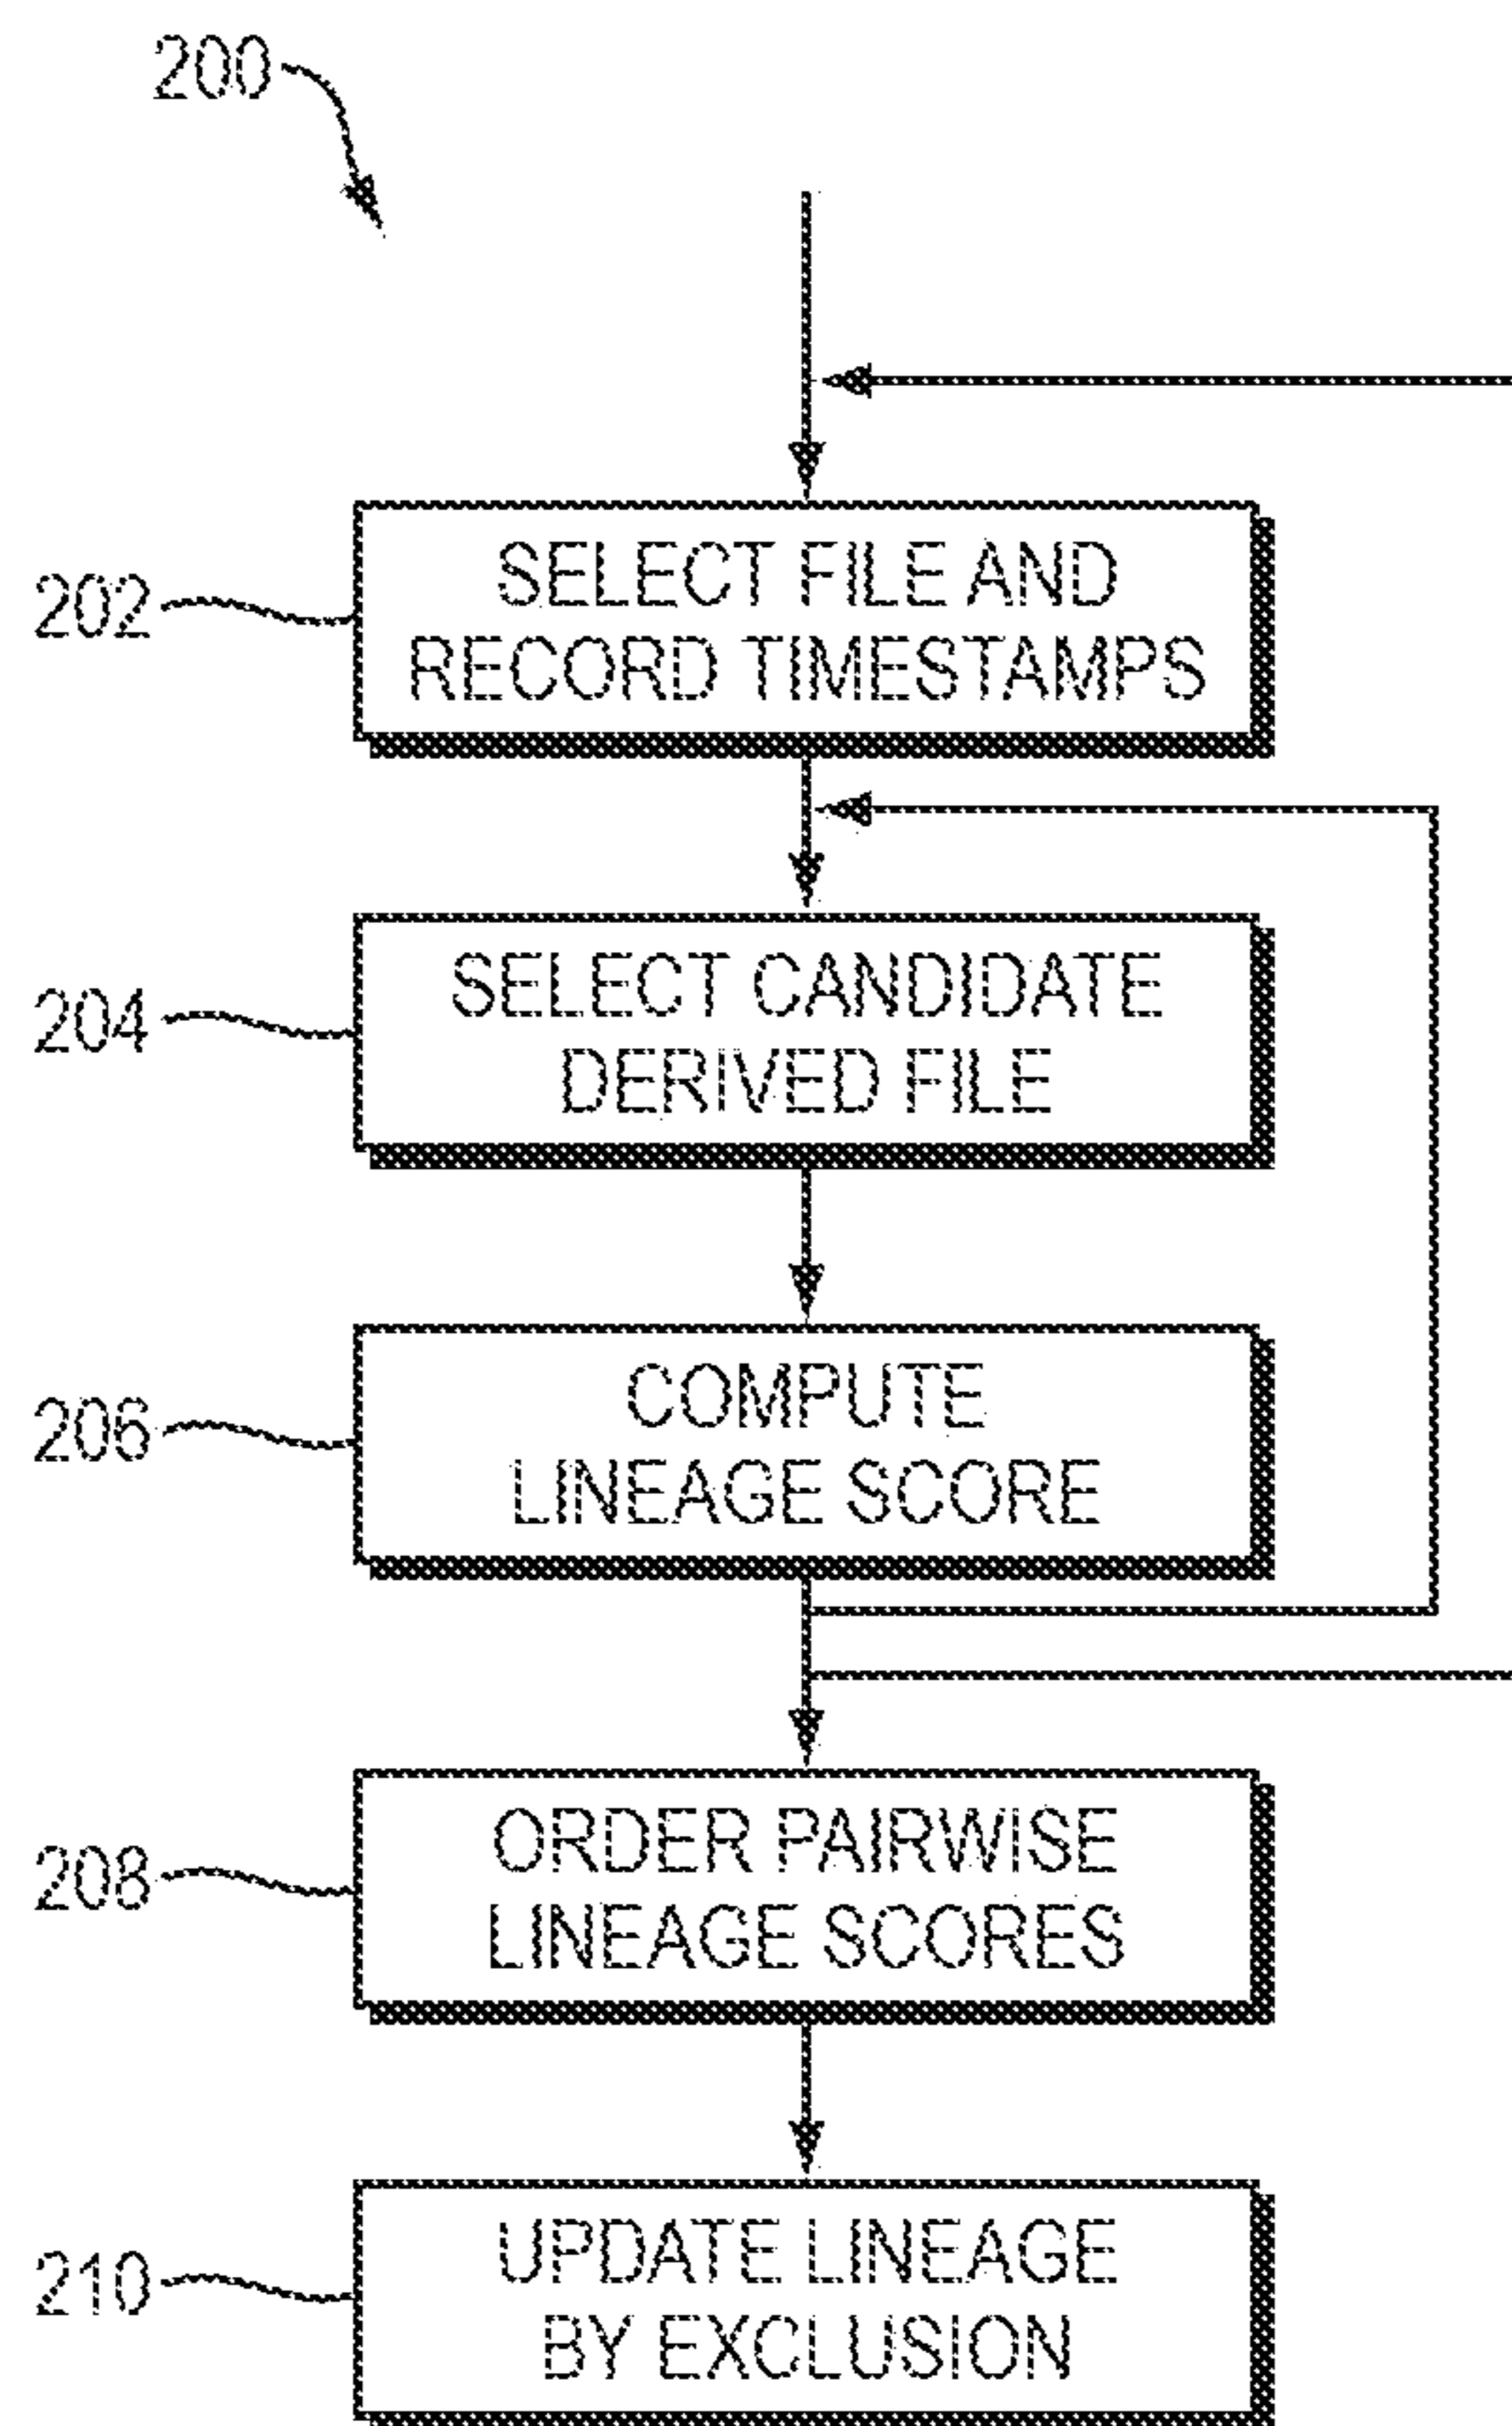 200
202
SELECT FILE AND
RECORD TIMESTAMPS
204
SELECT CANDIDATE
DERIVED FILE
206
COMPUTE
LINEAGE SCORE
208
ORDER PAIRWISE
LINEAGE SCORES
210
UPDATE LINEAGE
BY EXCLUSION